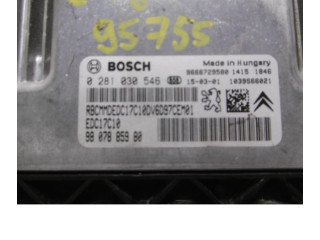 95755
BOSCH
Made in Hungary
9666729580 1415 1846
0 281 030 546
15-03-01 1039S66021
RBCMMDEDC17C10DV6D97CEM01
EDC17C10
98 078 859 80